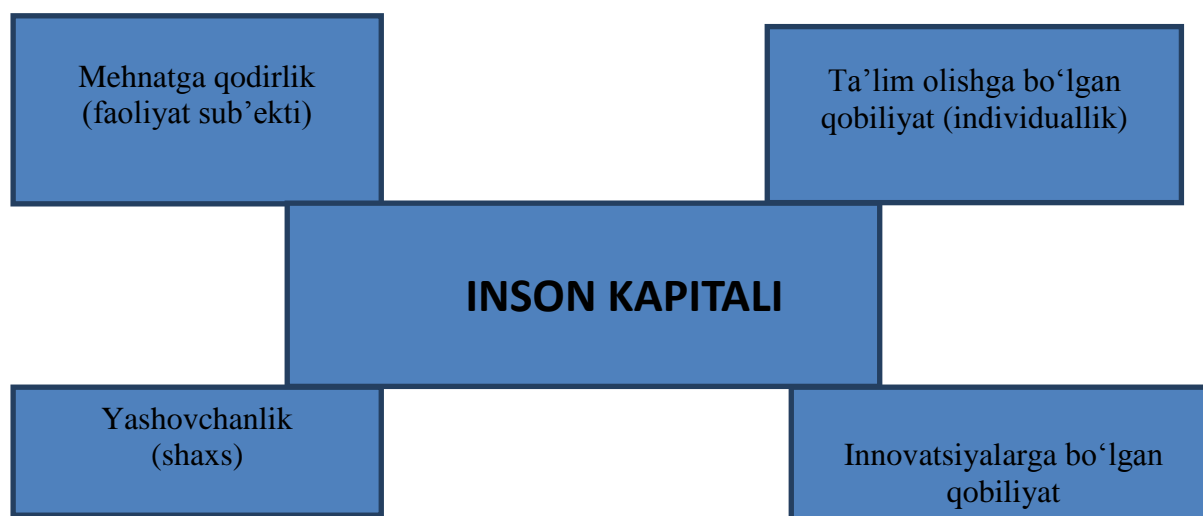 Mehnatga qodirlik
(faoliyat sub’ekti)
Ta’lim olishga bo‘lgan
qobiliyat (individuallik)
INSON KAPITALI
Yashovchanlik
(shaxs)
Innovatsiyalarga bo‘lgan
qobiliyat